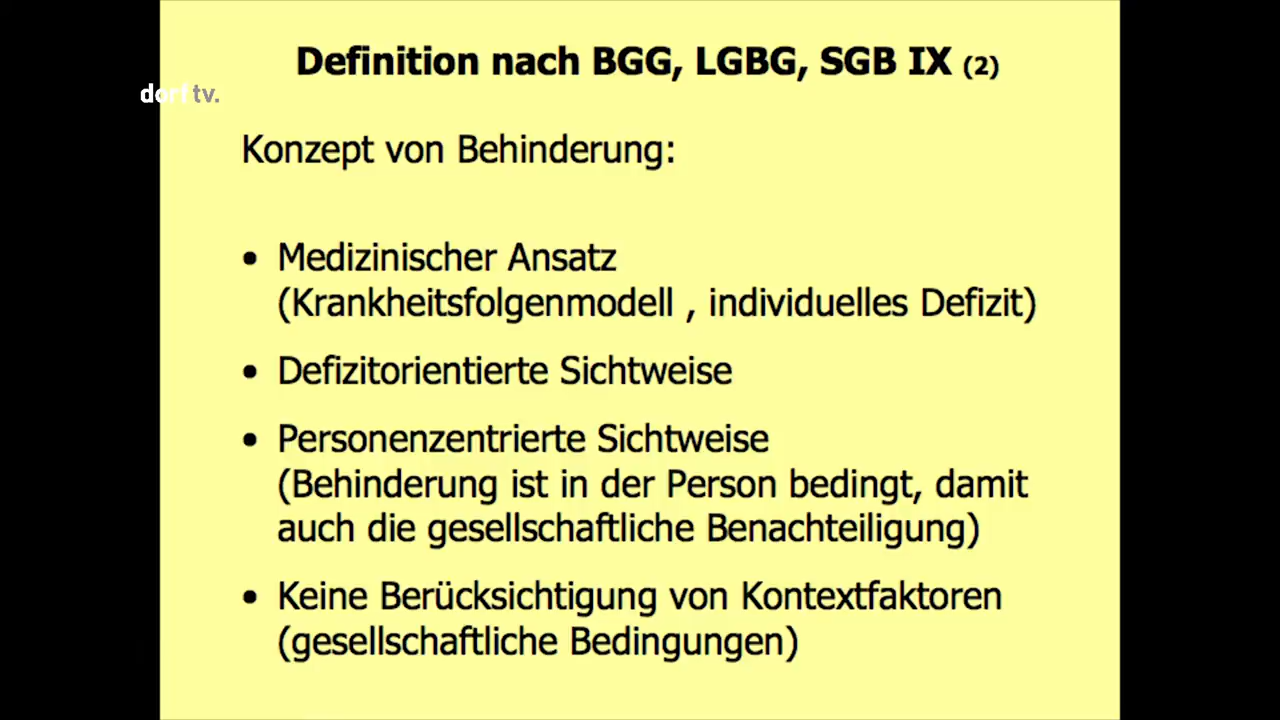 Definition nach BGG, LGBG, SGB IX (2)
dorf tv.
Konzept von Behinderung:
• Medizinischer Ansatz
(Krankheitsfolgenmodell , individuelles Defizit)
• Defizitorientierte Sichtweise
• Personenzentrierte Sichtweise
(Behinderung ist in der Person bedingt, damit
auch die gesellschaftliche Benachteiligung)
• Keine Berücksichtigung von Kontextfaktoren
(gesellschaftliche Bedingungen)